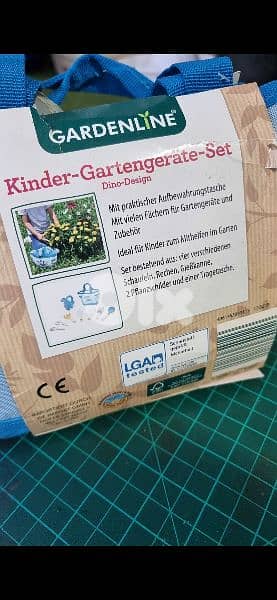 GARDENLINE
Kinder-Gartengeräte-Set
Dino-Design
Mit praktischer Aufbewahrungstasche
Mit vielen Fächern für Gartengeräte und
Zubehör
Ideal für Kinder zum Mithelfen im Garten
Set bestehend aus: vier verschiedenen
Schaufeln, Rechen, Gießkanne,
2 Pflanzschilder und einer Tragetasche.
LGA
tested
CE
FSC